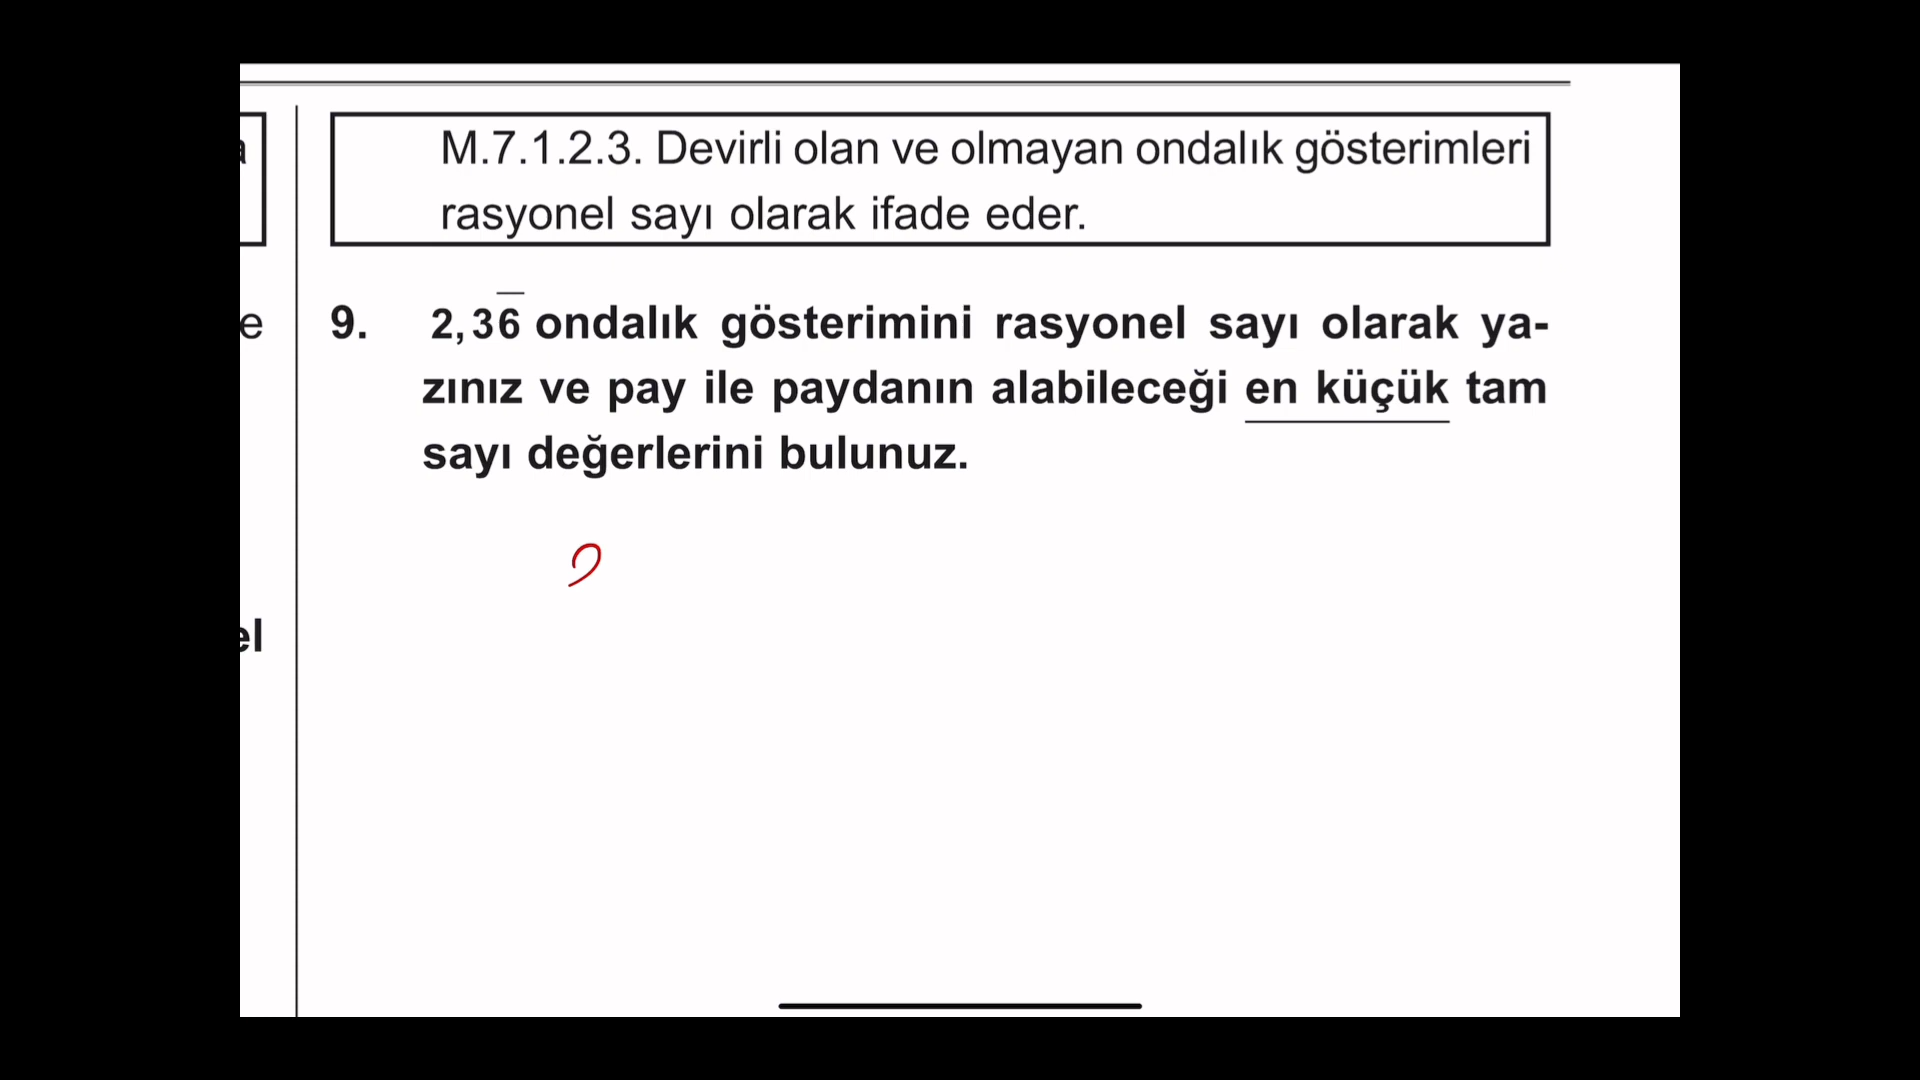 M.7.1.2.3. Devirli olan ve olmayan ondalık gösterimleri
rasyonel sayı olarak ifade eder.
e
9. 2,36̅ ondalık gösterimini rasyonel sayı olarak ya-
zınız ve pay ile paydanın alabileceği en küçük tam
sayı değerlerini bulunuz.
el